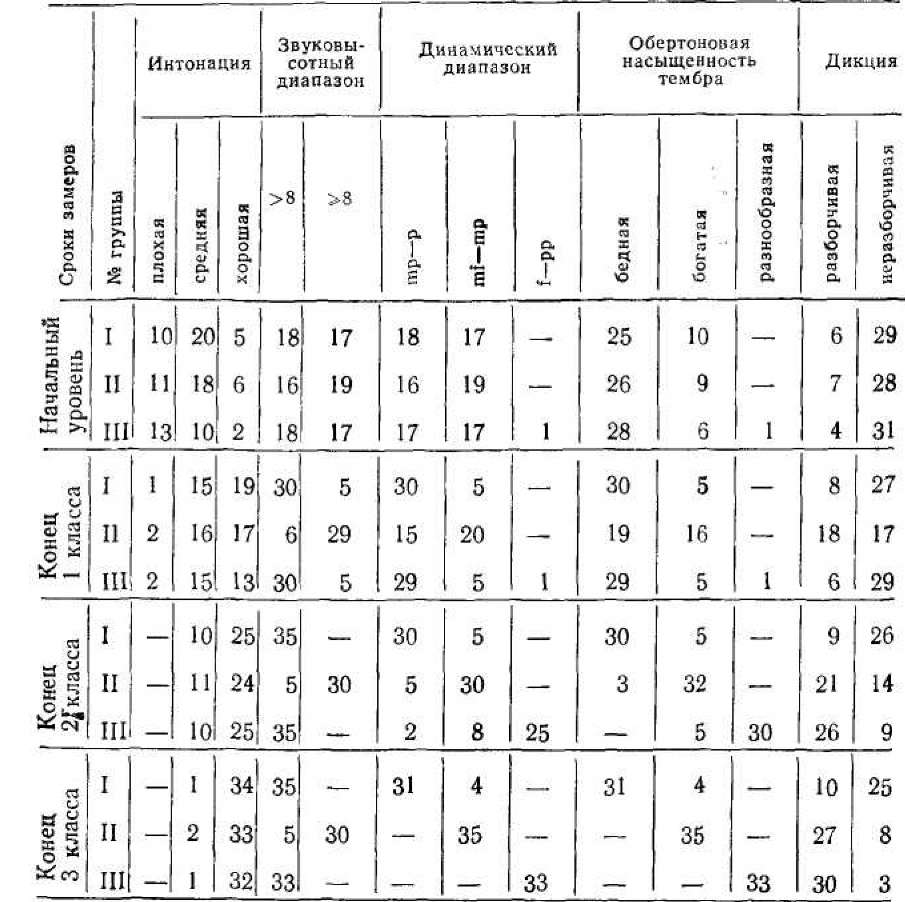 Сроки замеров | № группы | Интонация | Звуковысотный диапазон | Динамический диапазон | Обертоновая насыщенность тембра | Дикция
плохая | средняя | хорошая | >8 | ⩾8 | mp—p | mf—mp | f—pp | бедная | богатая | разнообразная | разборчивая | неразборчивая
Начальный уровень
I | 10 | 20 | 5 | 18 | 17 | 18 | 17 | — | 25 | 10 | — | 6 | 29
II | 11 | 18 | 6 | 16 | 19 | 16 | 19 | — | 26 | 9 | — | 7 | 28
III | 13 | 10 | 2 | 18 | 17 | 17 | 17 | 1 | 28 | 6 | 1 | 4 | 31
Конец 1 класса
I | 1 | 15 | 19 | 30 | 5 | 30 | 5 | — | 30 | 5 | — | 8 | 27
II | 2 | 16 | 17 | 6 | 29 | 15 | 20 | — | 19 | 16 | — | 18 | 17
III | 2 | 15 | 13 | 30 | 5 | 29 | 5 | 1 | 29 | 5 | 1 | 6 | 29
Конец 2 класса
I | — | 10 | 25 | 35 | — | 30 | 5 | — | 30 | 5 | — | 9 | 26
II | — | 11 | 24 | 5 | 30 | 5 | 30 | — | 3 | 32 | — | 21 | 14
III | — | 10 | 25 | 35 | — | 2 | 8 | 25 | — | 5 | 30 | 26 | 9
Конец 3 класса
I | — | 1 | 34 | 35 | — | 31 | 4 | — | 31 | 4 | — | 10 | 25
II | — | 2 | 33 | 5 | 30 | — | 35 | — | — | 35 | — | 27 | 8
III | — | 1 | 32 | 33 | — | — | — | 33 | — | — | 33 | 30 | 3